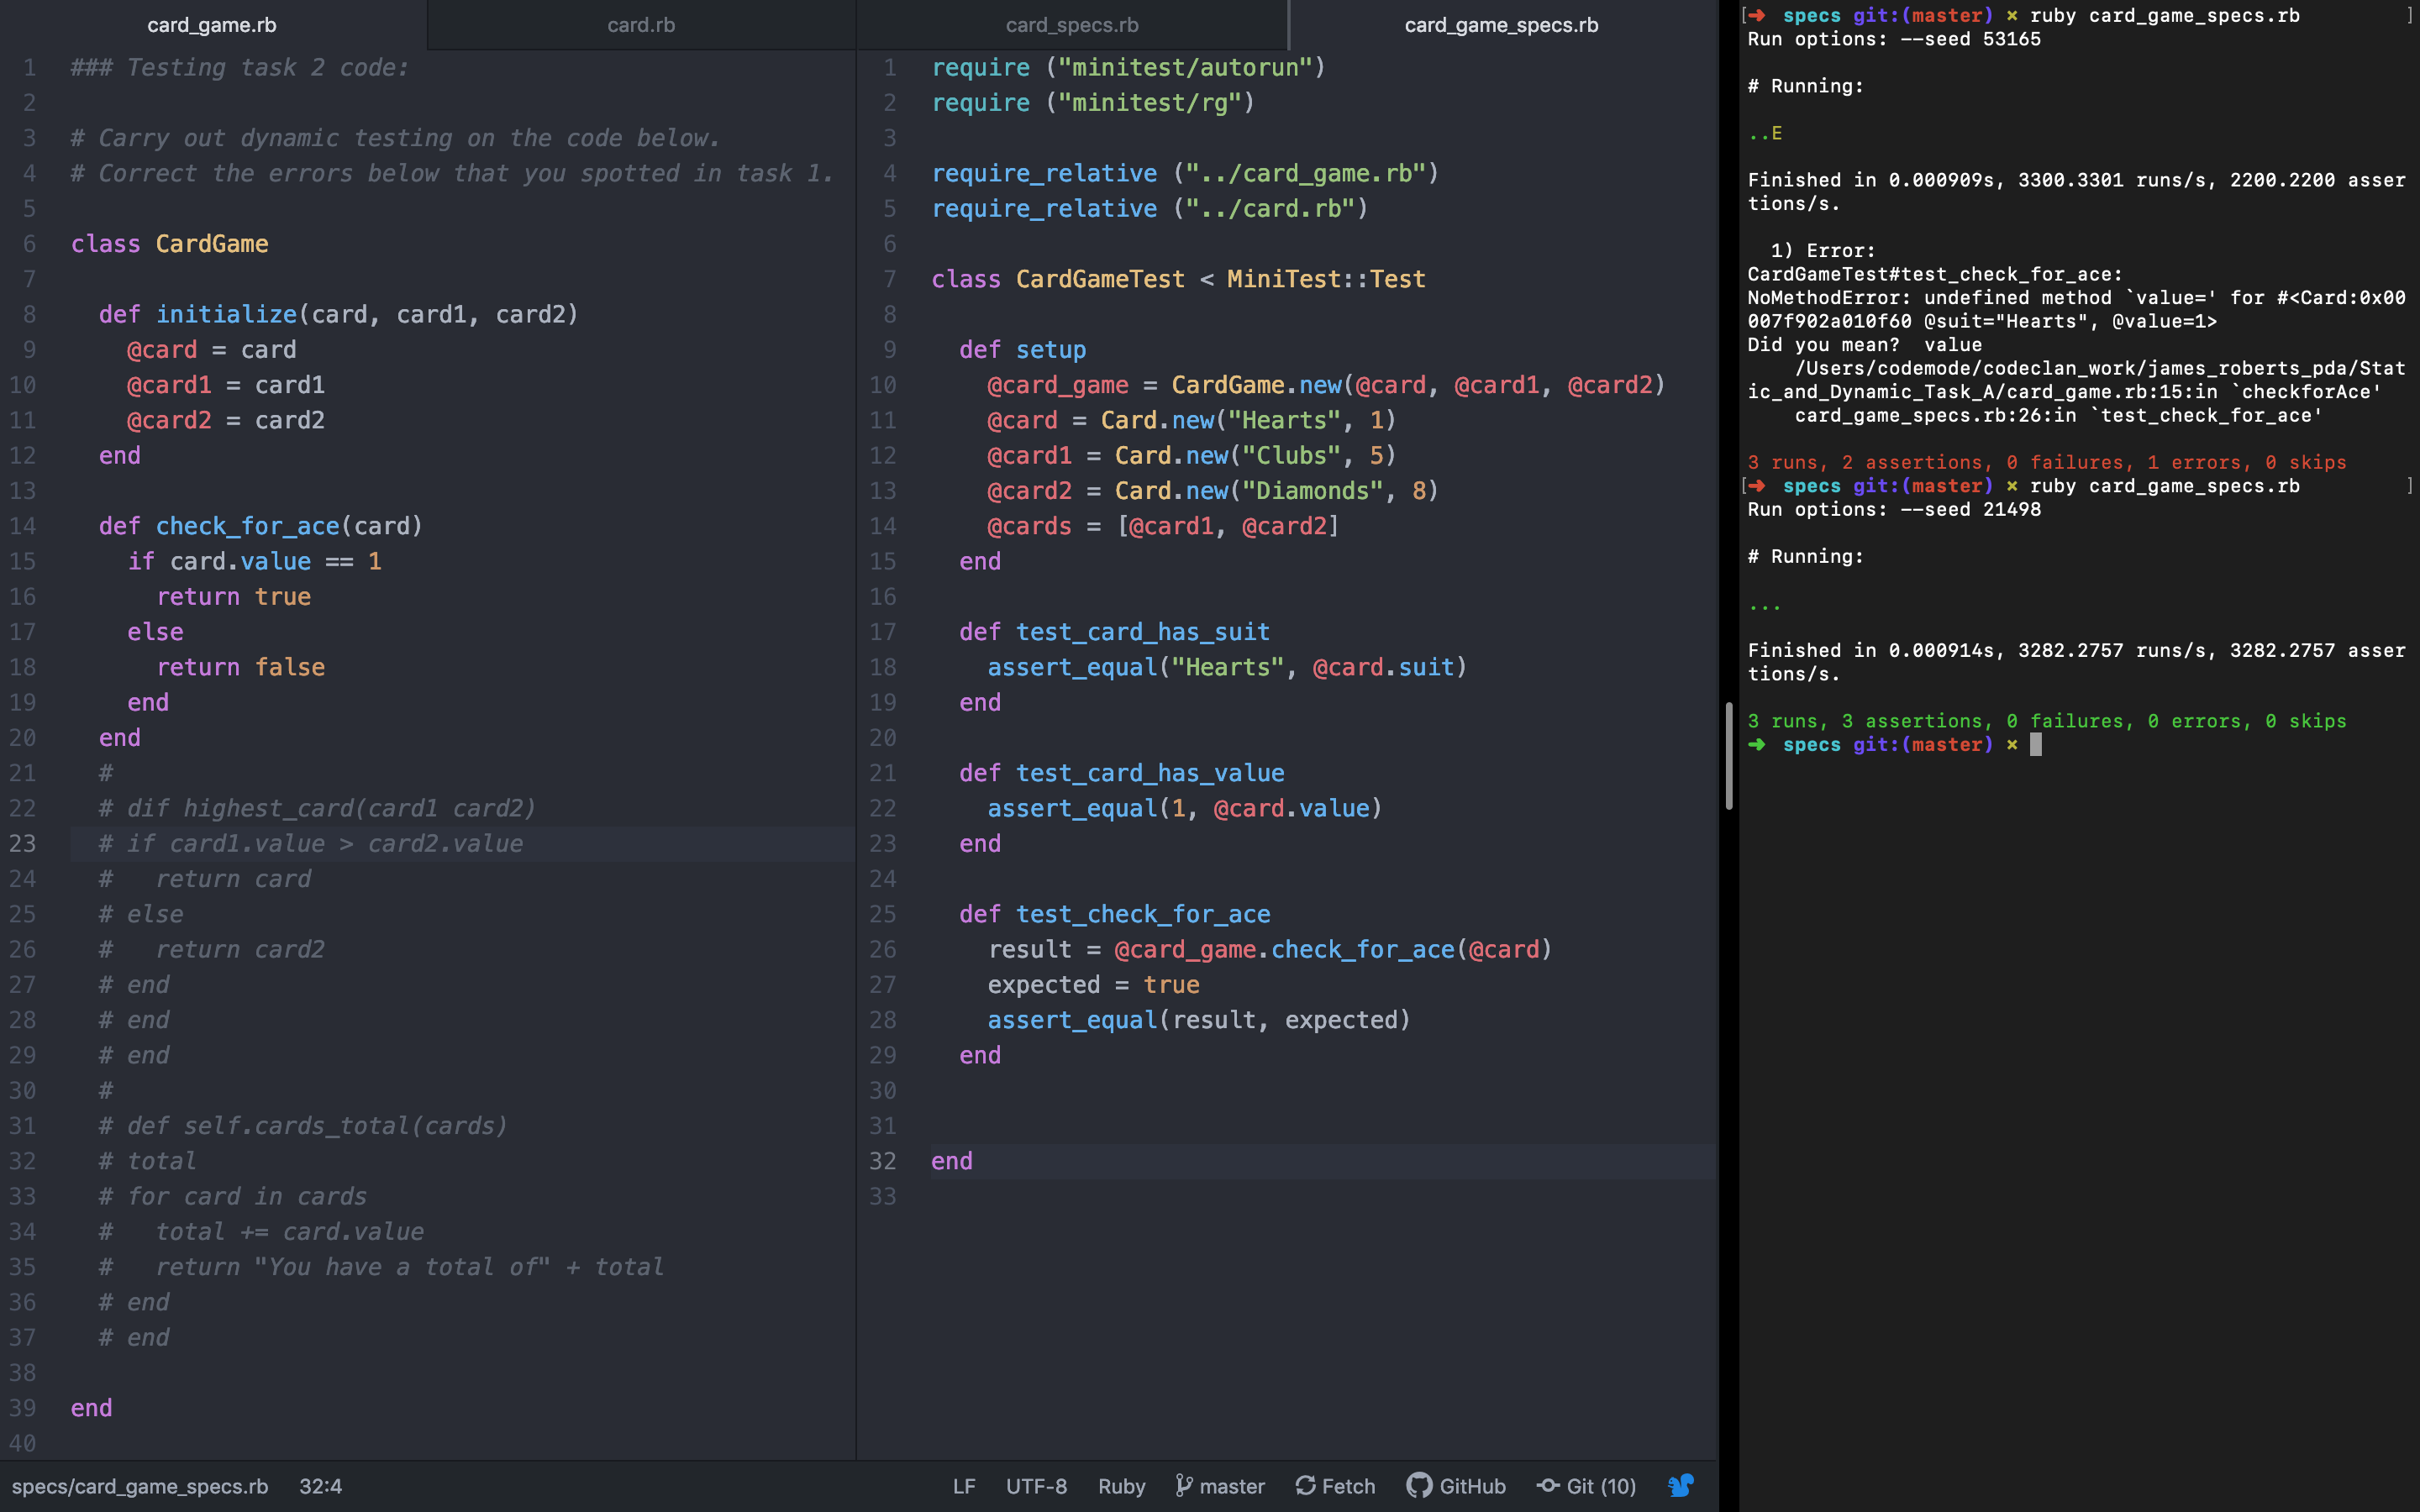 card_game.rb
card.rb
card_specs.rb
card_game_specs.rb
1 ### Testing task 2 code:
2
3 # Carry out dynamic testing on the code below.
4 # Correct the errors below that you spotted in task 1.
5
6 class CardGame
7
8 def initialize(card, card1, card2)
9 @card = card
10 @card1 = card1
11 @card2 = card2
12 end
13
14 def check_for_ace(card)
15 if card.value == 1
16 return true
17 else
18 return false
19 end
20 end
21 #
22 # dif highest_card(card1 card2)
23 # if card1.value > card2.value
24 #   return card
25 # else
26 #   return card2
27 # end
28 # end
29 # end
30 #
31 # def self.cards_total(cards)
32 # total
33 # for card in cards
34 #   total += card.value
35 #   return "You have a total of" + total
36 # end
37 # end
38
39 end
40
1 require ("minitest/autorun")
2 require ("minitest/rg")
3
4 require_relative ("../card_game.rb")
5 require_relative ("../card.rb")
6
7 class CardGameTest < MiniTest::Test
8
9 def setup
10 @card_game = CardGame.new(@card, @card1, @card2)
11 @card = Card.new("Hearts", 1)
12 @card1 = Card.new("Clubs", 5)
13 @card2 = Card.new("Diamonds", 8)
14 @cards = [@card1, @card2]
15 end
16
17 def test_card_has_suit
18 assert_equal("Hearts", @card.suit)
19 end
20
21 def test_card_has_value
22 assert_equal(1, @card.value)
23 end
24
25 def test_check_for_ace
26 result = @card_game.check_for_ace(@card)
27 expected = true
28 assert_equal(result, expected)
29 end
30
31
32 end
33
[➜ specs git:(master) × ruby card_game_specs.rb ]
Run options: --seed 53165
# Running:
..E
Finished in 0.000909s, 3300.3301 runs/s, 2200.2200 asser
tions/s.
1) Error:
CardGameTest#test_check_for_ace:
NoMethodError: undefined method `value=' for #<Card:0x00
007f902a010f60 @suit="Hearts", @value=1>
Did you mean?  value
/Users/codemode/codeclan_work/james_roberts_pda/Stat
ic_and_Dynamic_Task_A/card_game.rb:15:in `checkforAce'
card_game_specs.rb:26:in `test_check_for_ace'
3 runs, 2 assertions, 0 failures, 1 errors, 0 skips
[➜ specs git:(master) × ruby card_game_specs.rb ]
Run options: --seed 21498
# Running:
...
Finished in 0.000914s, 3282.2757 runs/s, 3282.2757 asser
tions/s.
3 runs, 3 assertions, 0 failures, 0 errors, 0 skips
➜ specs git:(master) ×
specs/card_game_specs.rb 32:4 LF UTF-8 Ruby master Fetch GitHub Git (10)